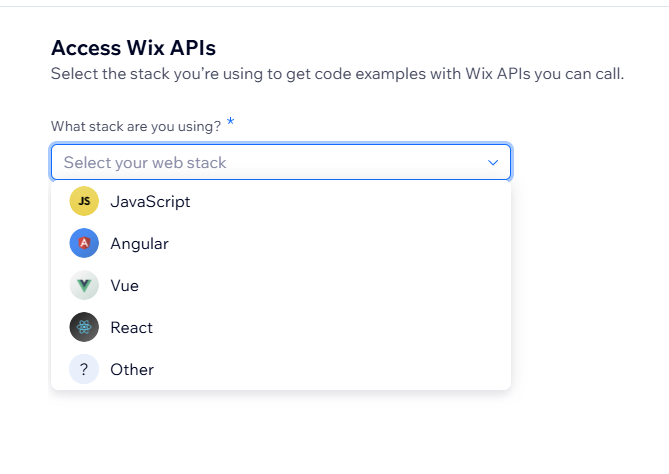 Access Wix APIs
Select the stack you’re using to get code examples with Wix APIs you can call.
What stack are you using? *
Select your web stack
JS JavaScript
A Angular
Vue
React
? Other